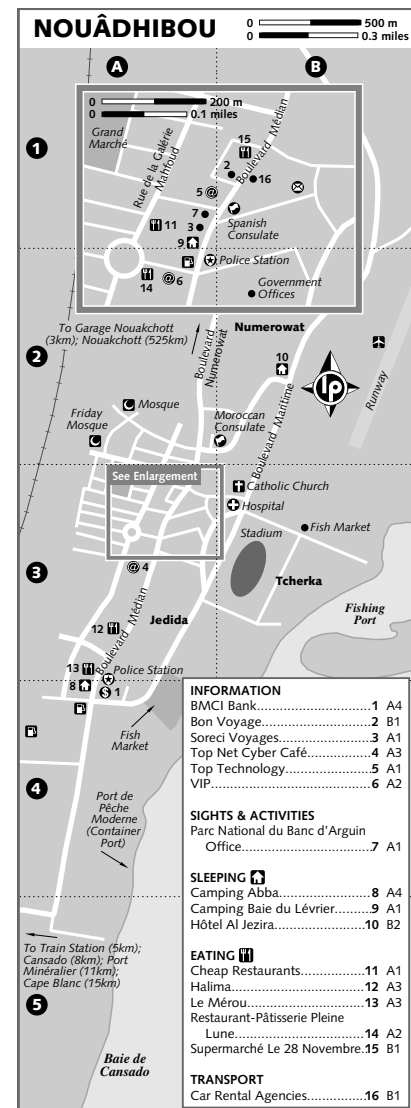 NOUÂDHIBOU
0 500 m
0 0.3 miles
A
B
0 200 m
0 0.1 miles
Grand
Marché
1
Rue de la Galérie
Mahfoud
Boulevard Médian
15
2
16
5
7
3
11
9
Spanish
Consulate
Police Station
14
6
Government
Offices
To Garage Nouakchott
(3km); Nouakchott (525km)
Numerowat
2
Boulevard
Numerowat
10
lp
Runway
Mosque
Friday
Mosque
Moroccan
Consulate
Boulevard Maritime
See Enlargement
Catholic Church
Hospital
Stadium
Fish Market
4
3
Tcherka
Boulevard Médian
12
Jedida
Fishing
Port
13
Police Station
8
1
Fish
Market
4
Port de
Pêche
Moderne
(Container
Port)
To Train Station (5km);
Cansado (8km); Port
Minéralier (11km);
Cape Blanc (15km)
5
Baie de
Cansado
INFORMATION
BMCI Bank...........................1 A4
Bon Voyage.........................2 B1
Soreci Voyages....................3 A1
Top Net Cyber Café.............4 A3
Top Technology...................5 A1
VIP......................................6 A2
SIGHTS & ACTIVITIES
Parc National du Banc d'Arguin
Office...............................7 A1
SLEEPING
Camping Abba.....................8 A4
Camping Baie du Lévrier.........9 A1
Hôtel Al Jezira....................10 B2
EATING
Cheap Restaurants................11 A1
Halima................................12 A3
Le Mérou............................13 A3
Restaurant-Pâtisserie Pleine
Lune................................14 A2
Supermarché Le 28 Novembre.15 B1
TRANSPORT
Car Rental Agencies..............16 B1